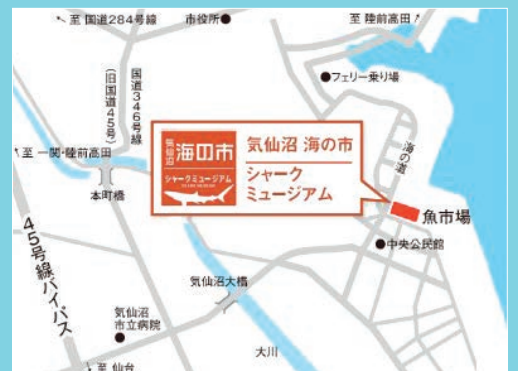 至 国道284号線
市役所
至 陸前高田
国道346号線
(旧国道45号)
フェリー乗り場
海の道
気仙沼
海の市
シャークミュージアム
気仙沼 海の市
シャーク
ミュージアム
至 一関・陸前高田
本町橋
魚市場
中央公民館
45号線バイパス
気仙沼大橋
気仙沼
市立病院
大川
至 仙台